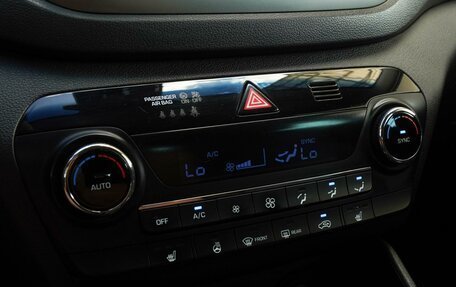 PASSENGER
AIR BAG ON OFF
A/C SYNC
Lo Lo
AUTO
SYNC
OFF A/C
FRONT REAR